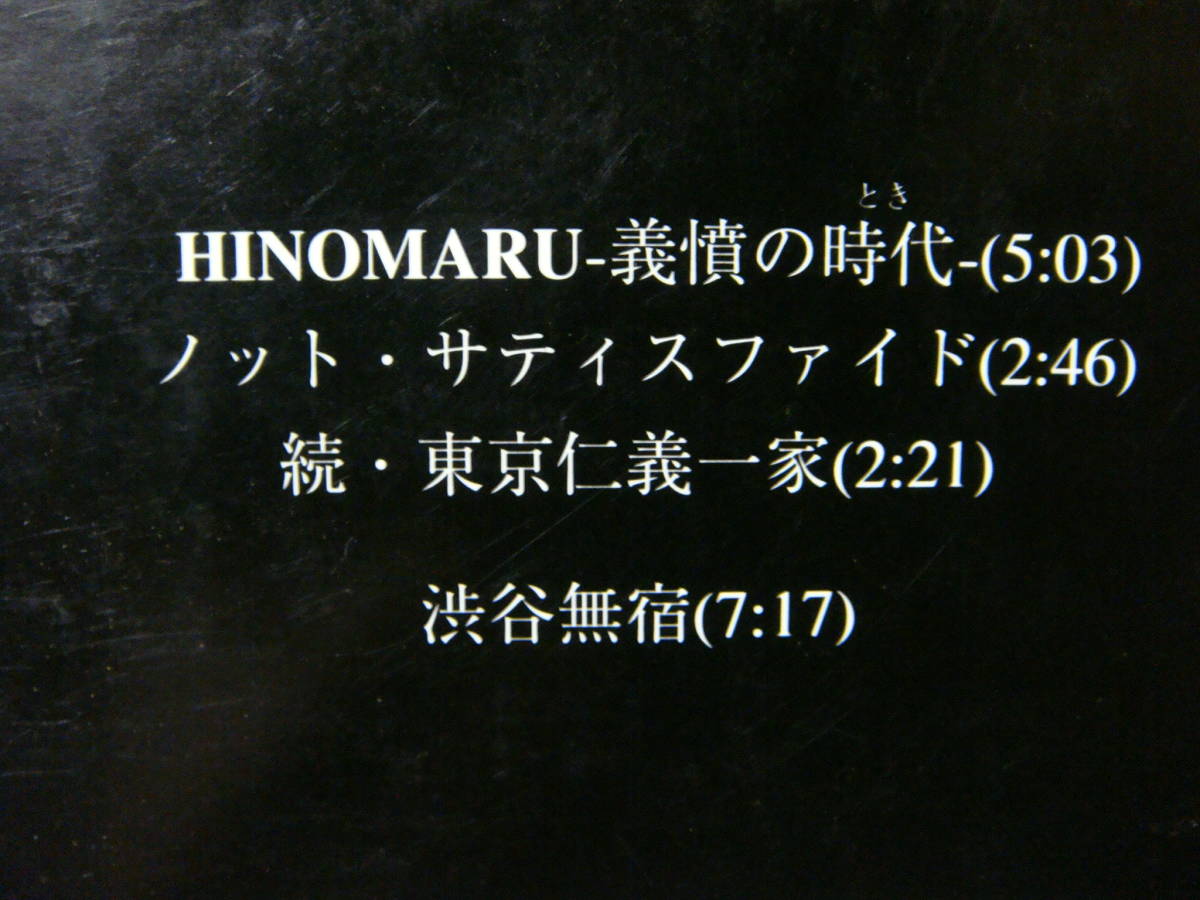 とき
HINOMARU-義憤の時代-(5:03)
ノット・サティスファイド(2:46)
続・東京仁義一家(2:21)
渋谷無宿(7:17)